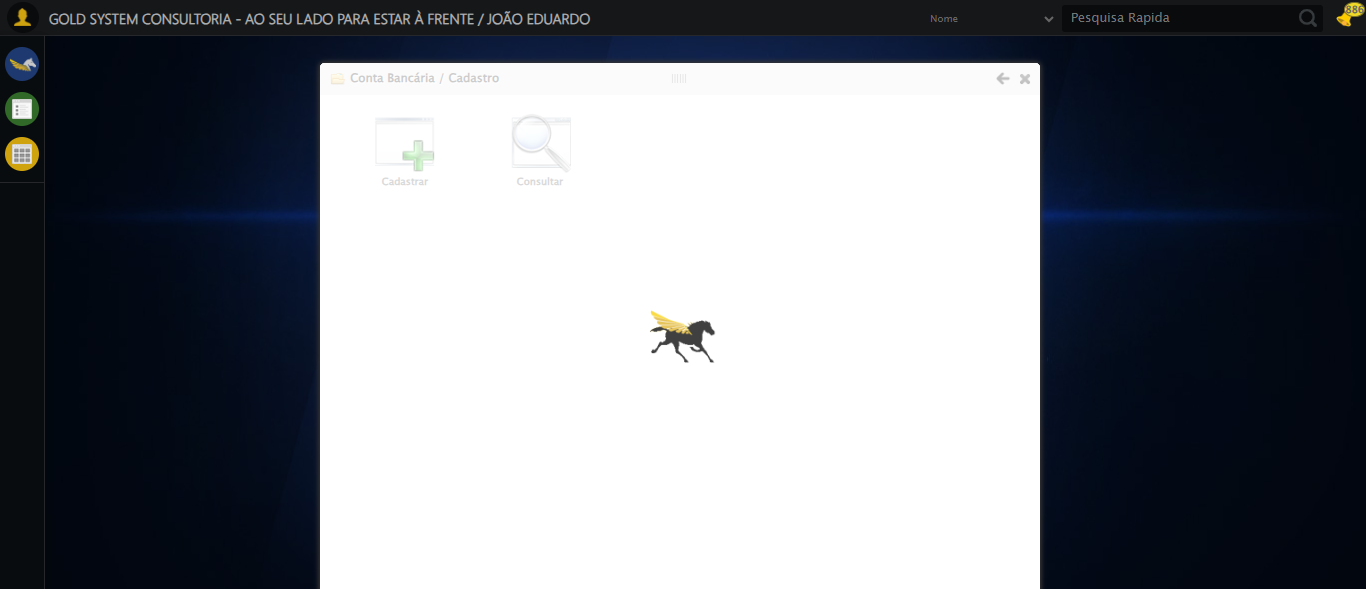 GOLD SYSTEM CONSULTORIA - AO SEU LADO PARA ESTAR À FRENTE / JOÃO EDUARDO
Nome
Pesquisa Rapida
886
Conta Bancária / Cadastro
Cadastrar
Consultar